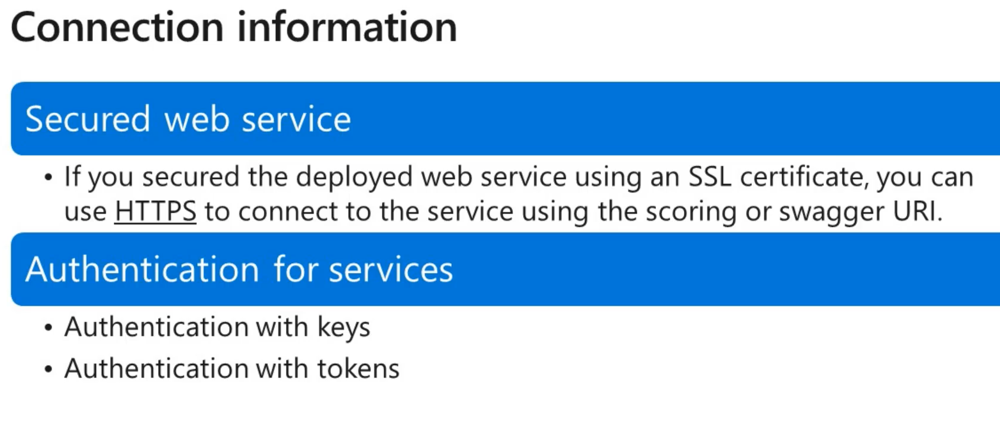 Connection information
Secured web service
• If you secured the deployed web service using an SSL certificate, you can
use HTTPS to connect to the service using the scoring or swagger URI.
Authentication for services
• Authentication with keys
• Authentication with tokens